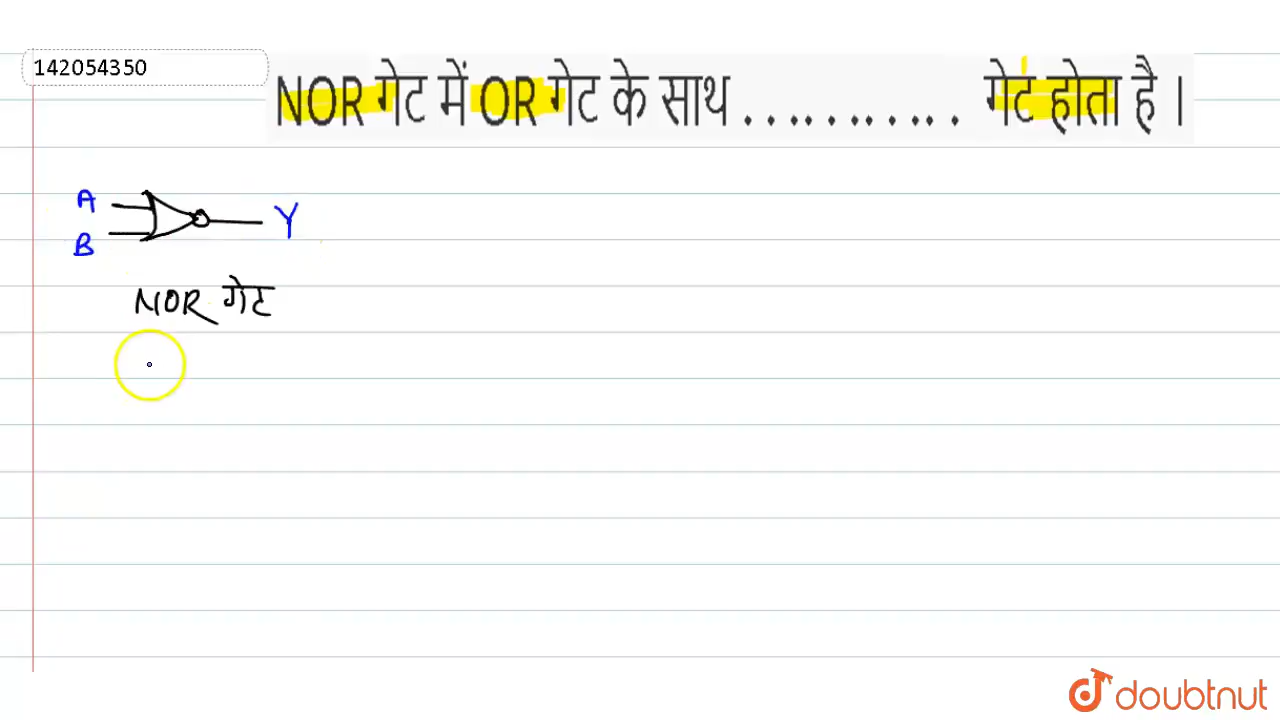 142054350
NOR गेट में OR गेट के साथ ........... गेट होता है ।
A
Y
B
NOR गेट
doubtnut